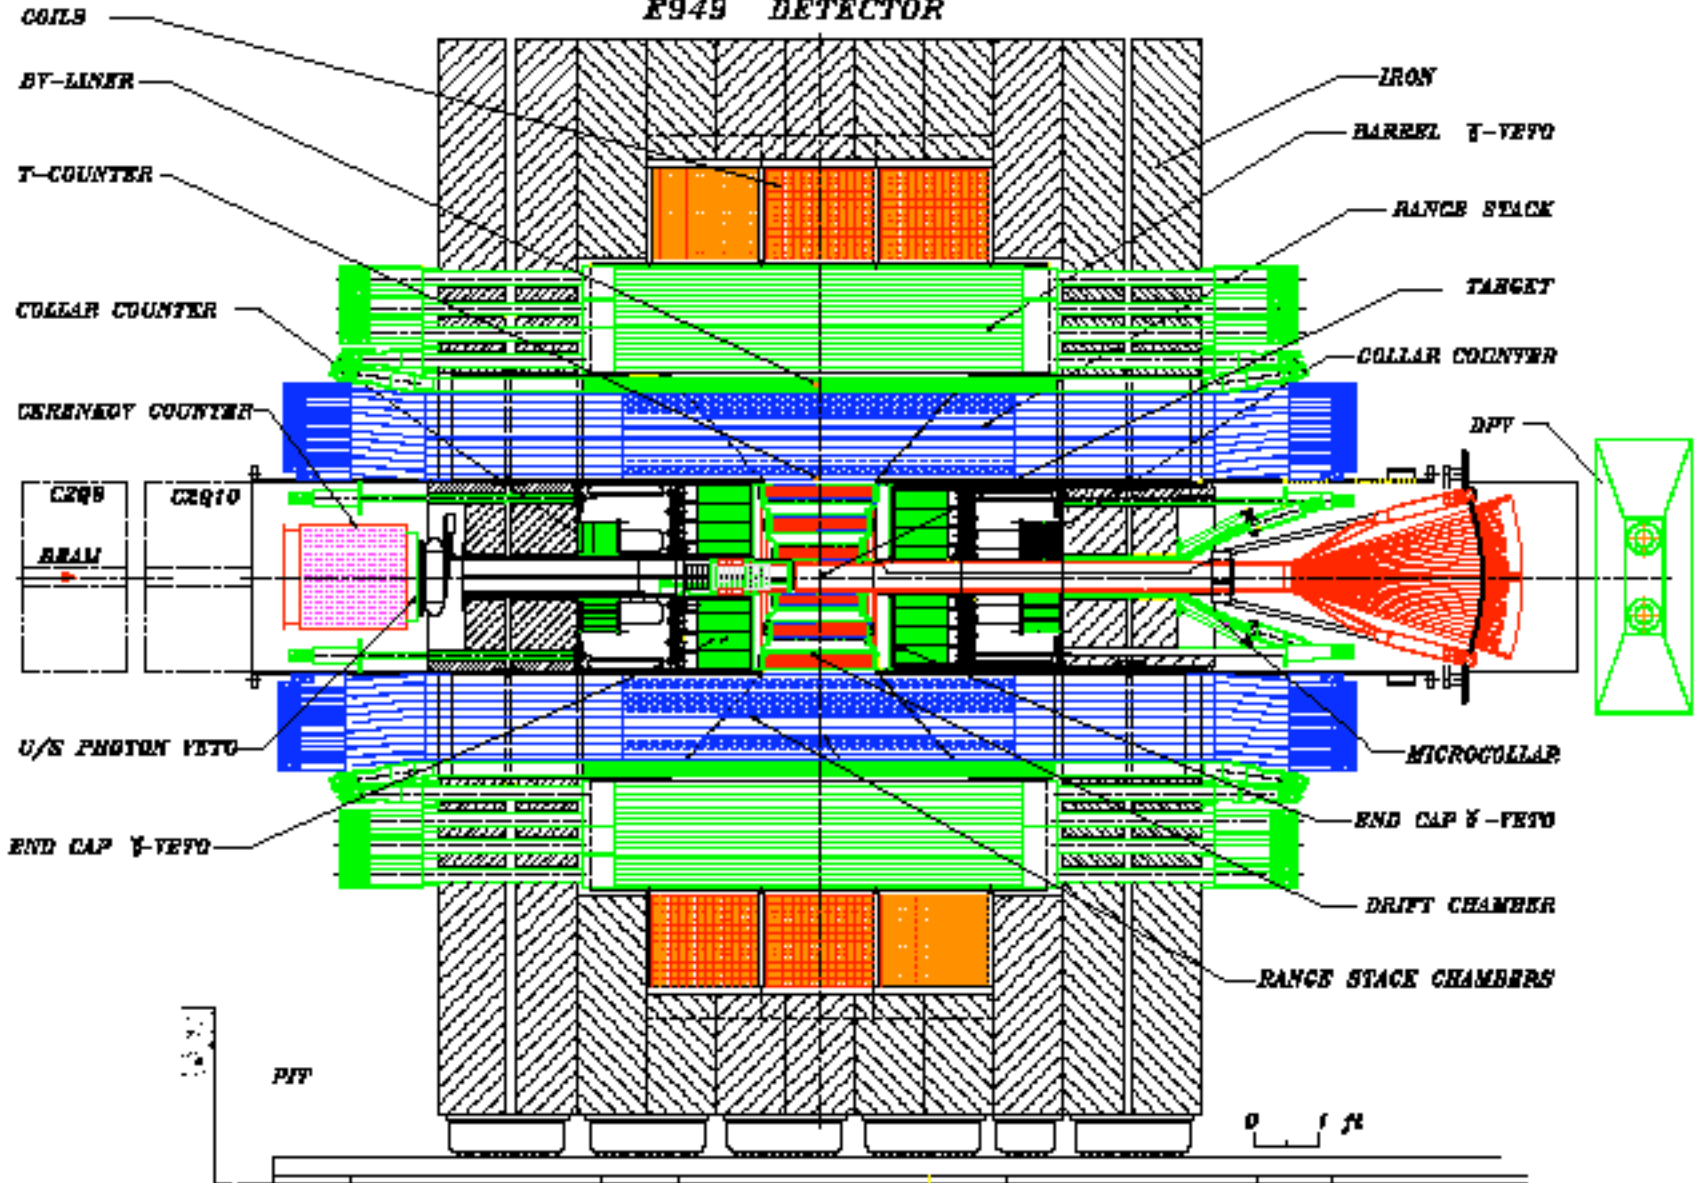 E949 DETECTOR
COILS
BV-LINER
T-COUNTER
COLLAR COUNTER
CERENKOV COUNTER
C2Q9
C2Q10
BEAM
U/S PHOTON VETO
END CAP γ-VETO
PIT
IRON
BARREL γ-VETO
RANGE STACK
TARGET
COLLAR COUNTER
DPV
MICROCOLLAR
END CAP γ-VETO
DRIFT CHAMBER
RANGE STACK CHAMBERS
0 1 ft